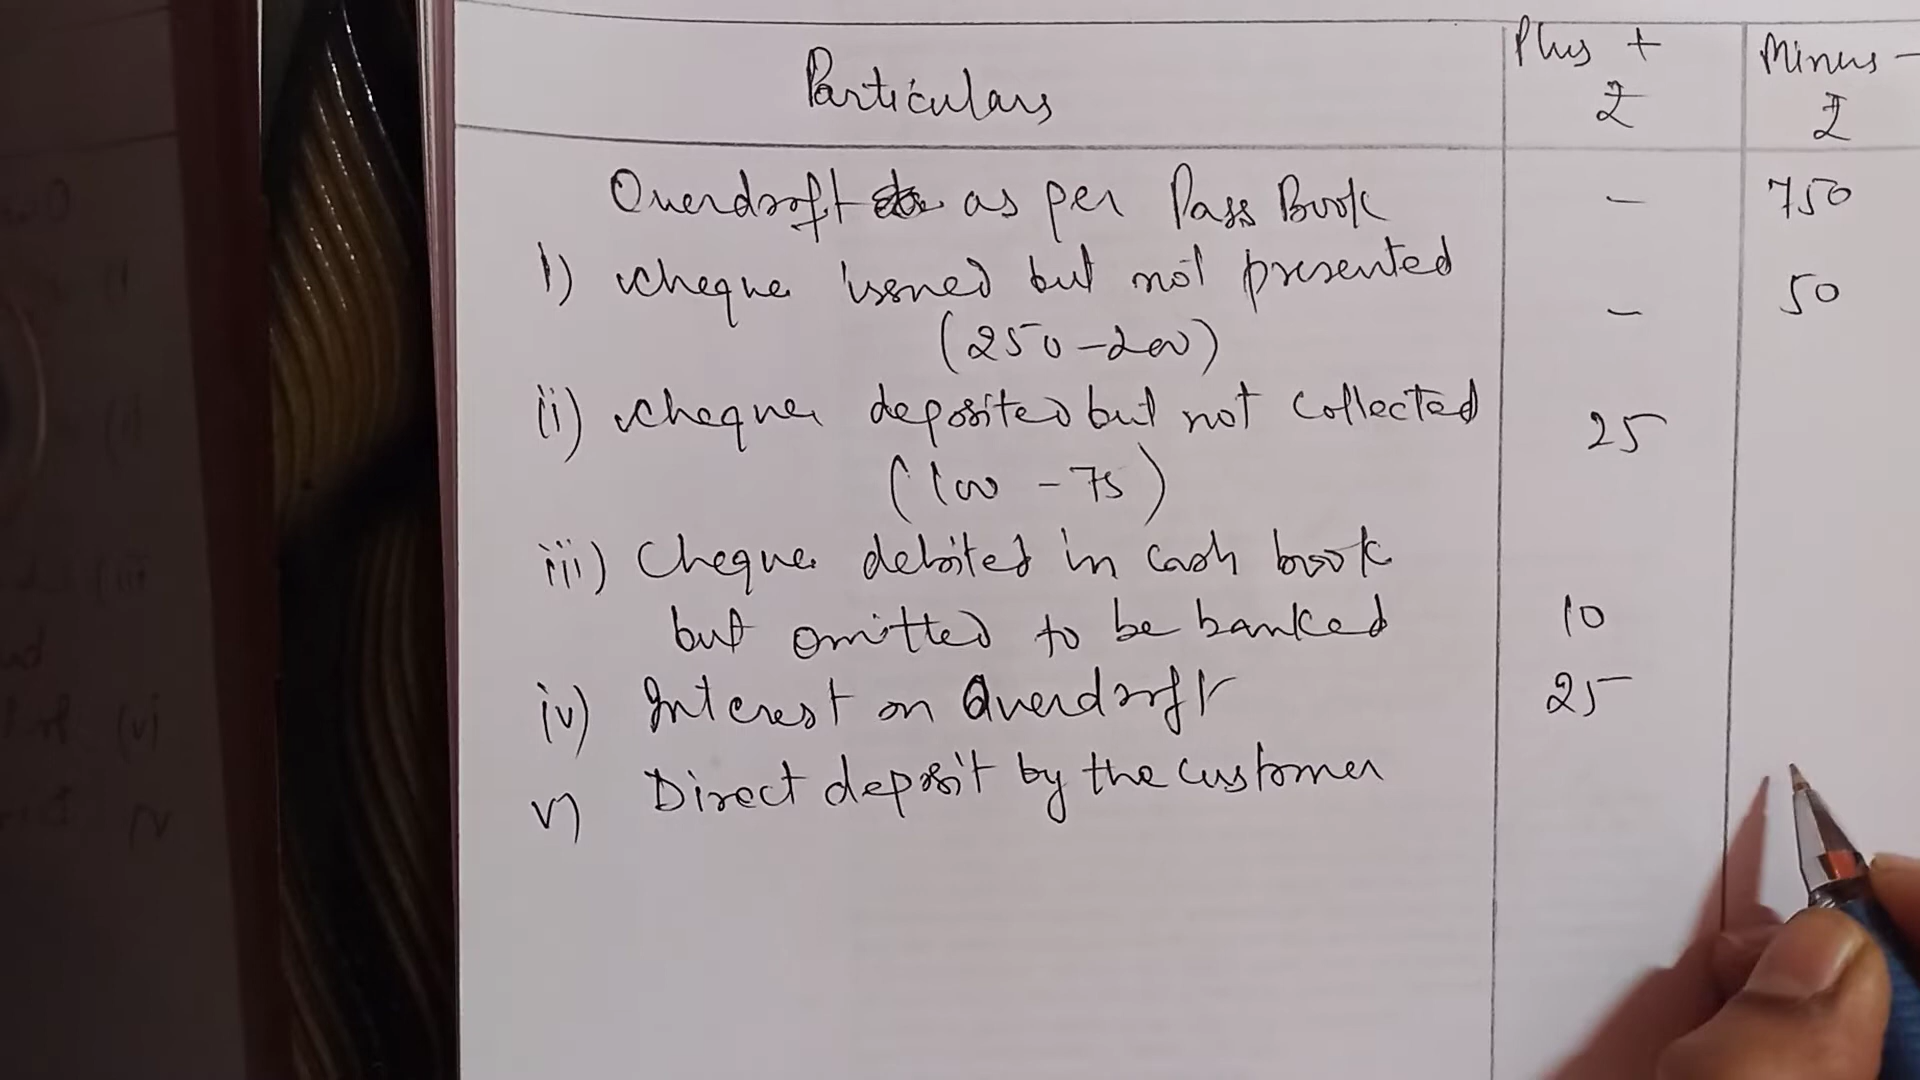 Particulars Plus + Minus -
₹ ₹
Overdraft as per Pass Book - 750
i) cheque issued but not presented - 50
(250-200)
(ii) cheque deposited but not collected 25
(100 - 75)
iii) Cheque debited in cash book
but omitted to be banked 10
iv) Interest on Overdraft 25
v) Direct deposit by the customer